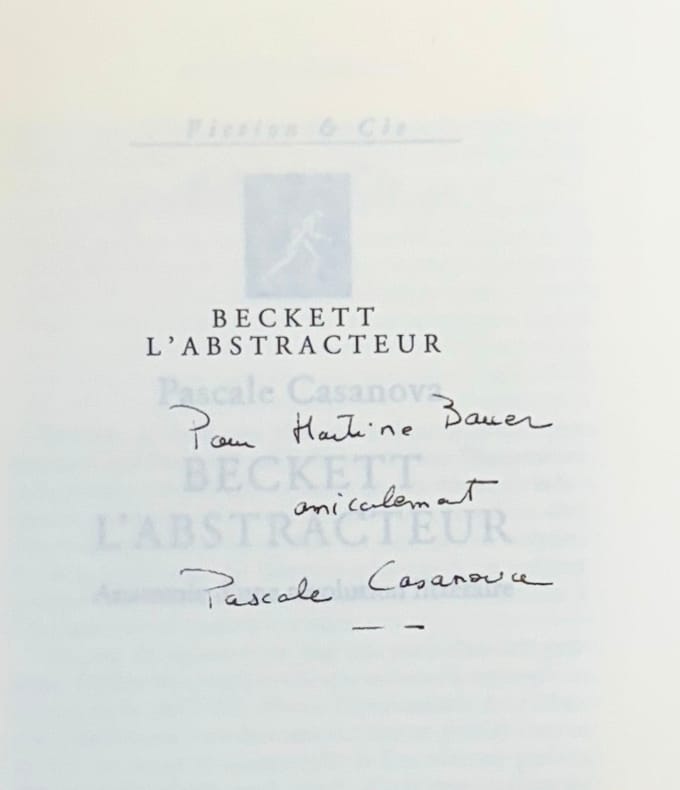 Fiction & Cie
BECKETT
L'ABSTRACTEUR
Pascale Casanova
Pour Martine Bauer
BECKETT
amicalement
L'ABSTRACTEUR
Pascale Casanova